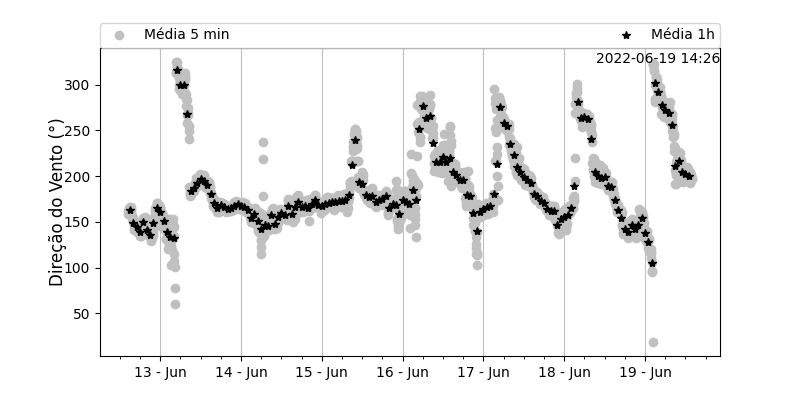 Média 5 min
Média 1h
2022-06-19 14:26
Direção do Vento (°)
300
250
200
150
100
50
13 - Jun
14 - Jun
15 - Jun
16 - Jun
17 - Jun
18 - Jun
19 - Jun